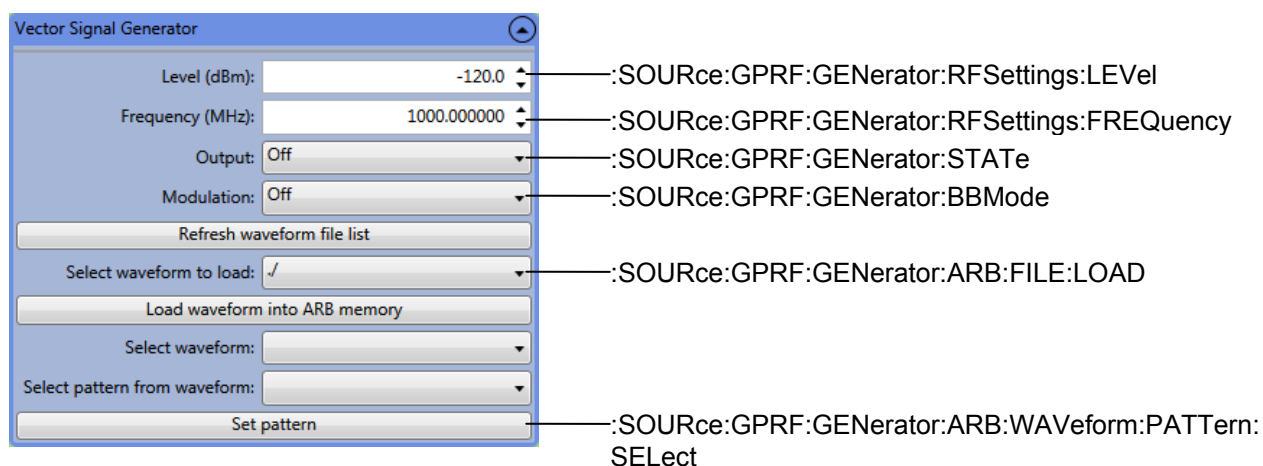 Vector Signal Generator
Level (dBm): -120.0 :SOURce:GPRF:GENerator:RFSettings:LEVel
Frequency (MHz): 1000.000000 :SOURce:GPRF:GENerator:RFSettings:FREQuency
Output: Off :SOURce:GPRF:GENerator:STATe
Modulation: Off :SOURce:GPRF:GENerator:BBMode
Refresh waveform file list
Select waveform to load: ./ :SOURce:GPRF:GENerator:ARB:FILE:LOAD
Load waveform into ARB memory
Select waveform:
Select pattern from waveform:
Set pattern :SOURce:GPRF:GENerator:ARB:WAVeform:PATTern:
SELect